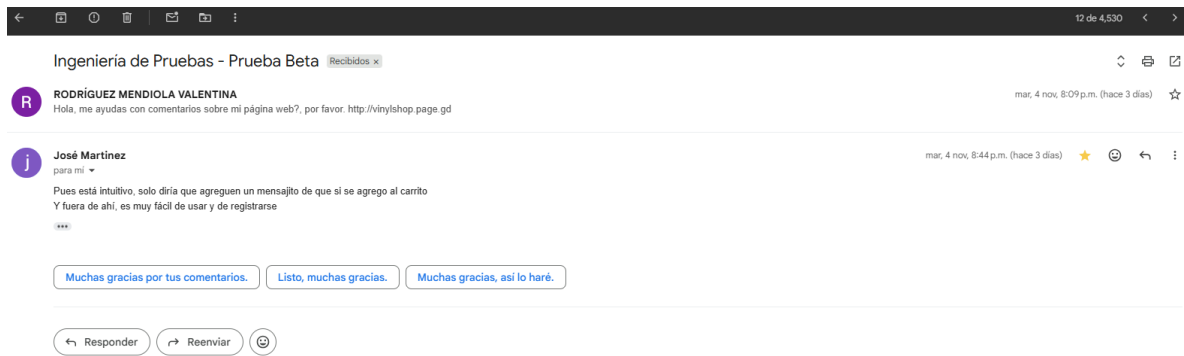 12 de 4,530
Ingeniería de Pruebas - Prueba Beta Recibidos ×
R RODRÍGUEZ MENDIOLA VALENTINA mar, 4 nov, 8:09 p.m. (hace 3 días)
Hola, me ayudas con comentarios sobre mi página web?, por favor. http://vinylshop.page.gd
j José Martínez mar, 4 nov, 8:44 p.m. (hace 3 días)
para mí
Pues está intuitivo, solo diría que agreguen un mensajito de que si se agrego al carrito
Y fuera de ahí, es muy fácil de usar y de registrarse
Muchas gracias por tus comentarios. Listo, muchas gracias. Muchas gracias, así lo haré.
Responder Reenviar